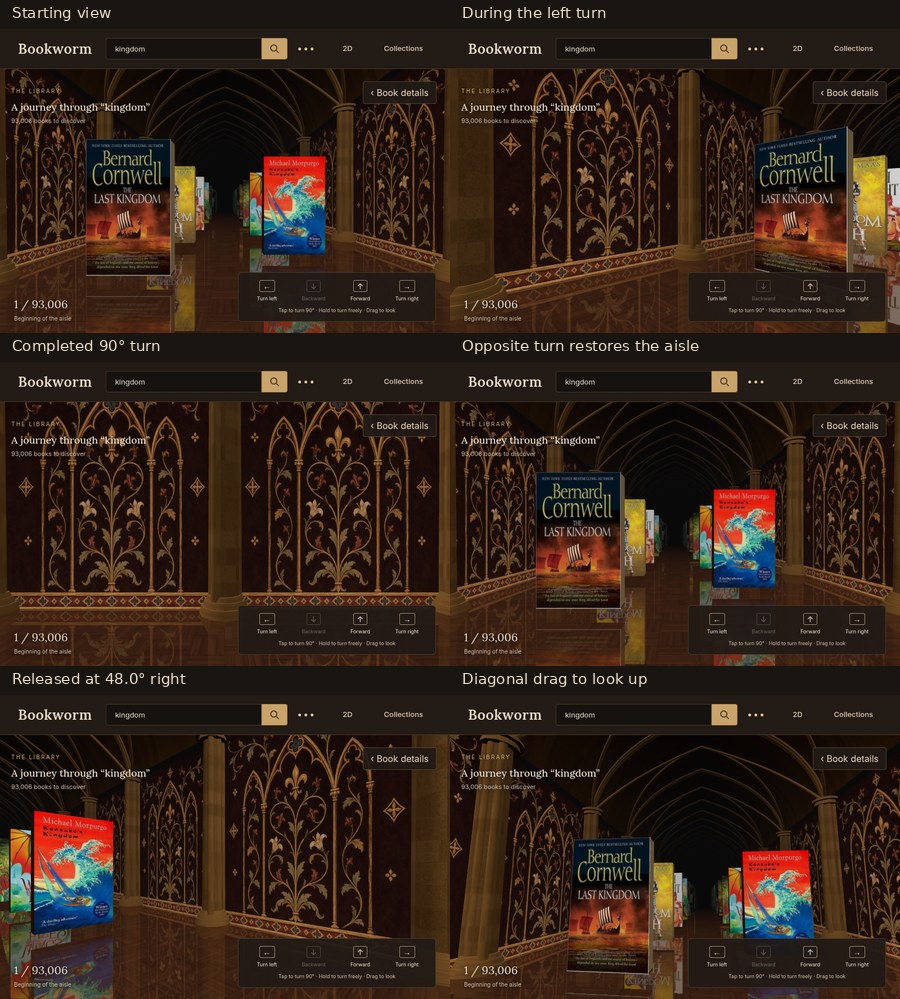 Starting view
Bookworm kingdom 2D Collections
THE LIBRARY
A journey through “kingdom”
93,006 books to discover
‹ Book details
Bernard
Cornwell
THE
LAST KINGDOM
Michael Morpurgo
Kensuke's
Kingdom
1 / 93,006
Beginning of the aisle
Turn left Backward Forward Turn right
Tap to turn 90° · Hold to turn freely · Drag to look
During the left turn
Bookworm kingdom 2D Collections
THE LIBRARY
A journey through “kingdom”
93,006 books to discover
‹ Book details
Bernard
Cornwell
THE
LAST KINGDOM
1 / 93,006
Beginning of the aisle
Turn left Backward Forward Turn right
Tap to turn 90° · Hold to turn freely · Drag to look
Completed 90° turn
Bookworm kingdom 2D Collections
THE LIBRARY
A journey through “kingdom”
93,006 books to discover
‹ Book details
1 / 93,006
Beginning of the aisle
Turn left Backward Forward Turn right
Tap to turn 90° · Hold to turn freely · Drag to look
Opposite turn restores the aisle
Bookworm kingdom 2D Collections
THE LIBRARY
A journey through “kingdom”
93,006 books to discover
‹ Book details
Bernard
Cornwell
THE
LAST KINGDOM
Michael Morpurgo
Kensuke's
Kingdom
1 / 93,006
Beginning of the aisle
Turn left Backward Forward Turn right
Tap to turn 90° · Hold to turn freely · Drag to look
Released at 48.0° right
Bookworm kingdom 2D Collections
THE LIBRARY
A journey through “kingdom”
93,006 books to discover
‹ Book details
Michael Morpurgo
Kensuke's
Kingdom
1 / 93,006
Beginning of the aisle
Turn left Backward Forward Turn right
Tap to turn 90° · Hold to turn freely · Drag to look
Diagonal drag to look up
Bookworm kingdom 2D Collections
THE LIBRARY
A journey through “kingdom”
93,006 books to discover
‹ Book details
Bernard
Cornwell
THE
LAST KINGDOM
Michael Morpurgo
Kensuke's
Kingdom
1 / 93,006
Beginning of the aisle
Turn left Backward Forward Turn right
Tap to turn 90° · Hold to turn freely · Drag to look